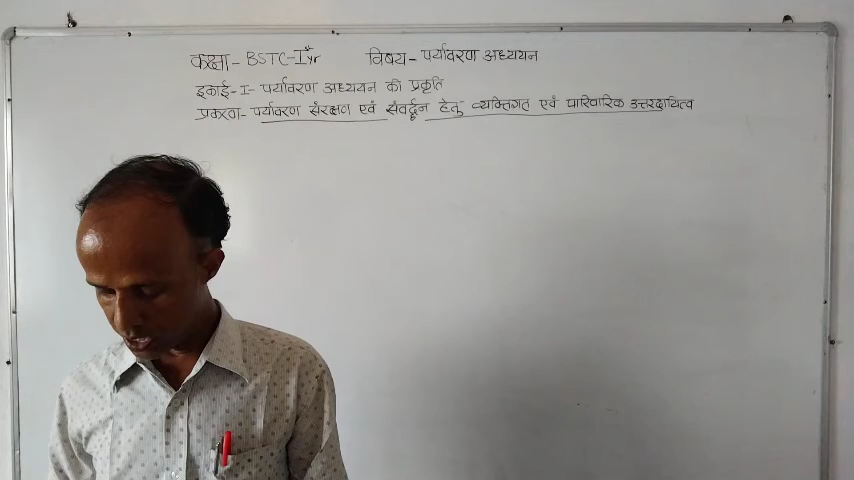 कक्षा- BSTC-Ist yr विषय - पर्यावरण अध्ययन
इकाई-I- पर्यावरण अध्ययन की प्रकृति
प्रकरण- पर्यावरण संरक्षण एवं संवर्द्धन हेतु व्यक्तिगत एवं पारिवारिक उत्तरदायित्व